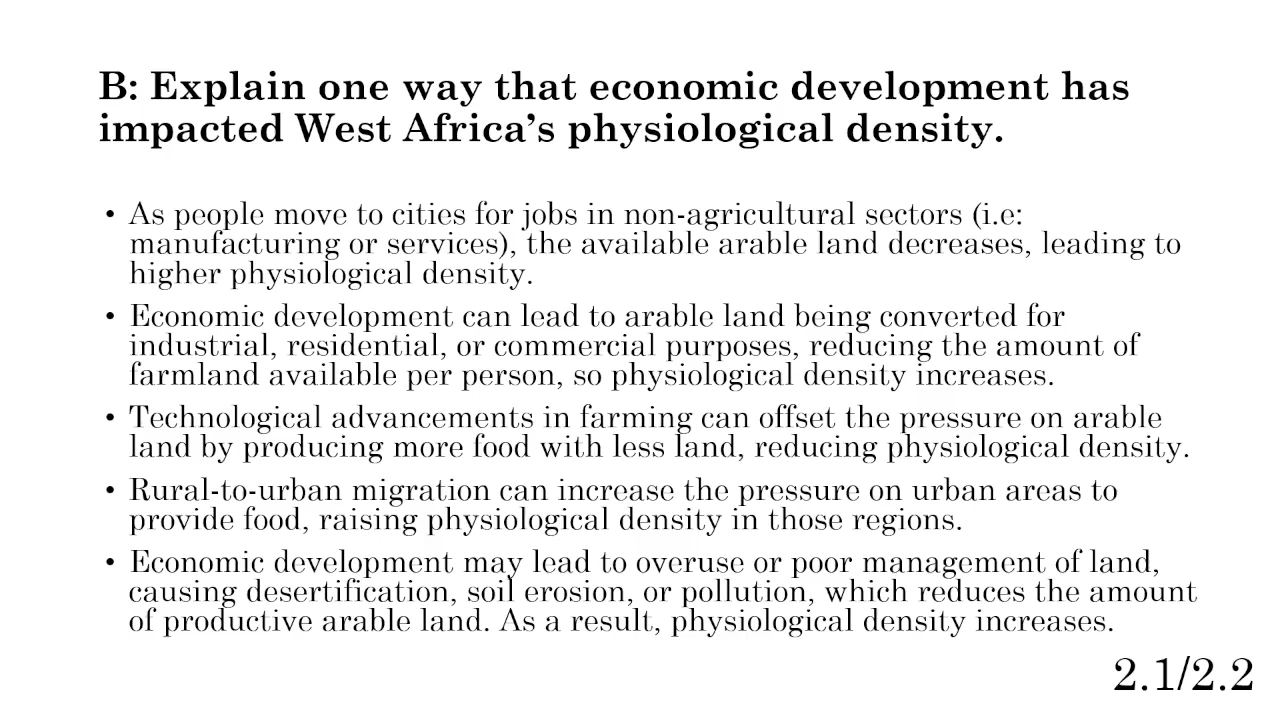 B: Explain one way that economic development has
impacted West Africa’s physiological density.
• As people move to cities for jobs in non-agricultural sectors (i.e:
manufacturing or services), the available arable land decreases, leading to
higher physiological density.
• Economic development can lead to arable land being converted for
industrial, residential, or commercial purposes, reducing the amount of
farmland available per person, so physiological density increases.
• Technological advancements in farming can offset the pressure on arable
land by producing more food with less land, reducing physiological density.
• Rural-to-urban migration can increase the pressure on urban areas to
provide food, raising physiological density in those regions.
• Economic development may lead to overuse or poor management of land,
causing desertification, soil erosion, or pollution, which reduces the amount
of productive arable land. As a result, physiological density increases.
2.1/2.2